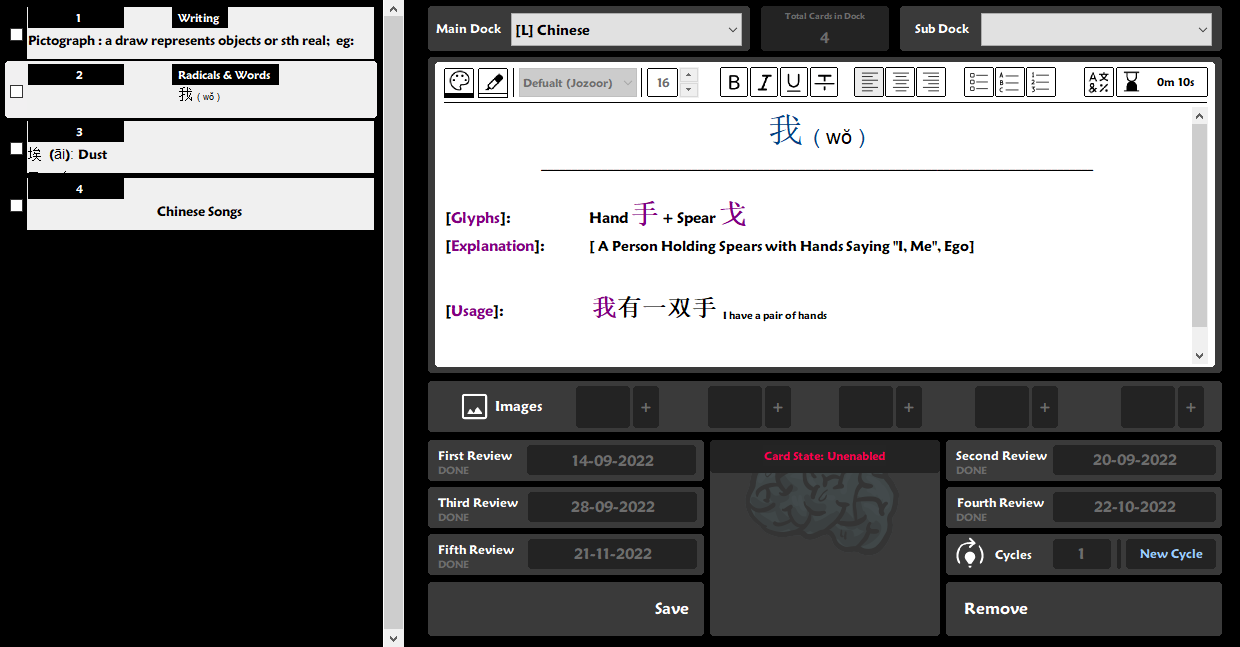 1 Writing
Pictograph : a draw represents objects or sth real; eg:
2 Radicals & Words
我 ( wǒ )
3
埃 (āi): Dust
4
Chinese Songs
Main Dock [L] Chinese
Total Cards in Dock
4
Sub Dock
Defualt (Jozoor) 16 B I U T 0m 10s
我 ( wǒ )
[Glyphs]: Hand 手 + Spear 戈
[Explanation]: [ A Person Holding Spears with Hands Saying "I, Me", Ego]
[Usage]: 我有一双手 I have a pair of hands
Images + + + + +
First Review 14-09-2022
DONE
Card State: Unenabled
Second Review 20-09-2022
DONE
Third Review 28-09-2022
DONE
Fourth Review 22-10-2022
DONE
Fifth Review 21-11-2022
DONE
Cycles 1 New Cycle
Save
Remove